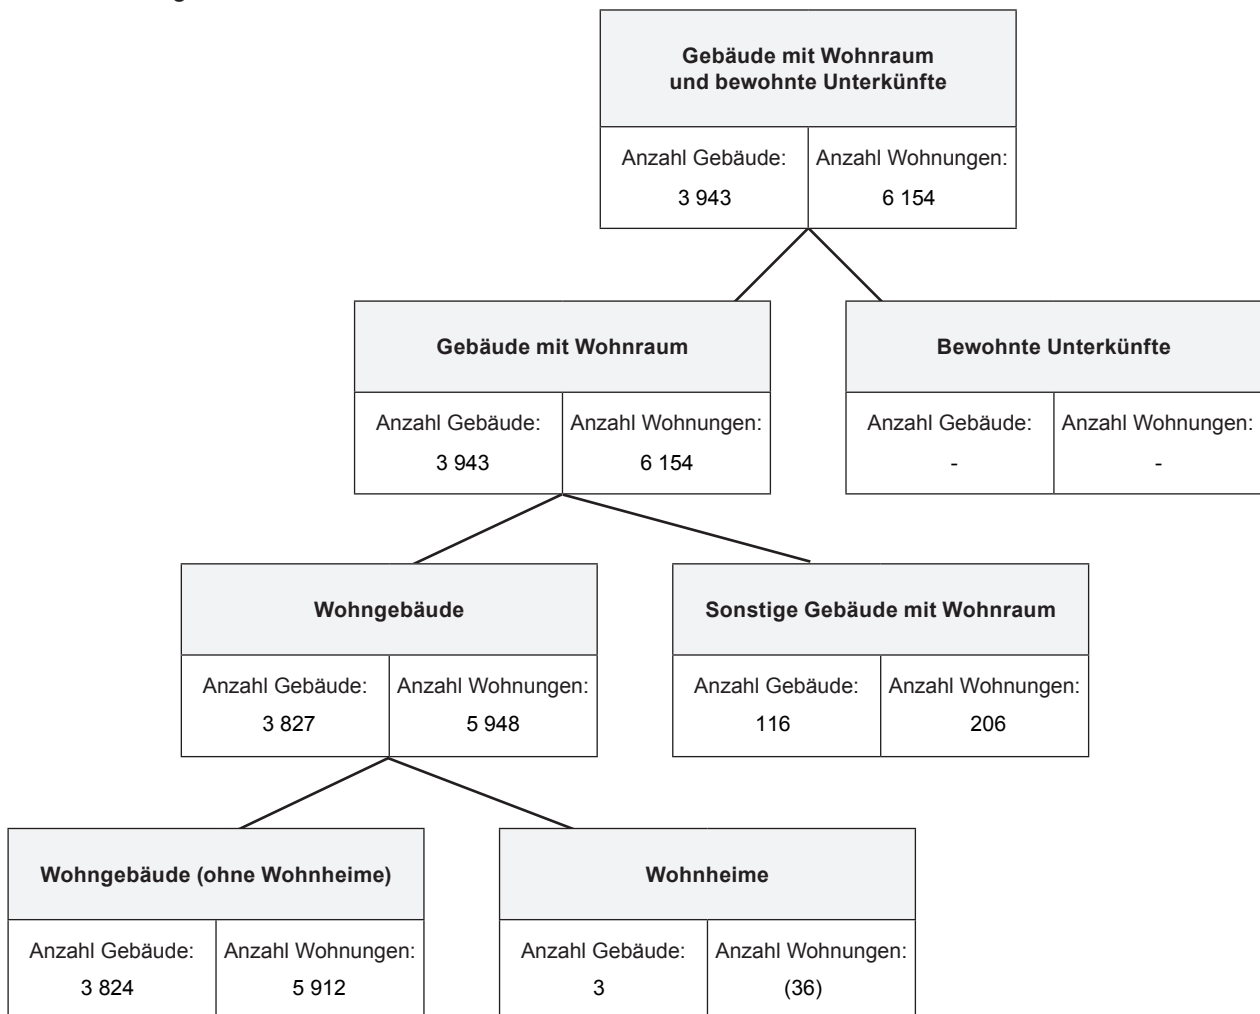 Gebäude mit Wohnraum
und bewohnte Unterkünfte
Anzahl Gebäude: Anzahl Wohnungen:
3 943 6 154
Gebäude mit Wohnraum Bewohnte Unterkünfte
Anzahl Gebäude: Anzahl Wohnungen: Anzahl Gebäude: Anzahl Wohnungen:
3 943 6 154 - -
Wohngebäude Sonstige Gebäude mit Wohnraum
Anzahl Gebäude: Anzahl Wohnungen: Anzahl Gebäude: Anzahl Wohnungen:
3 827 5 948 116 206
Wohngebäude (ohne Wohnheime) Wohnheime
Anzahl Gebäude: Anzahl Wohnungen: Anzahl Gebäude: Anzahl Wohnungen:
3 824 5 912 3 (36)